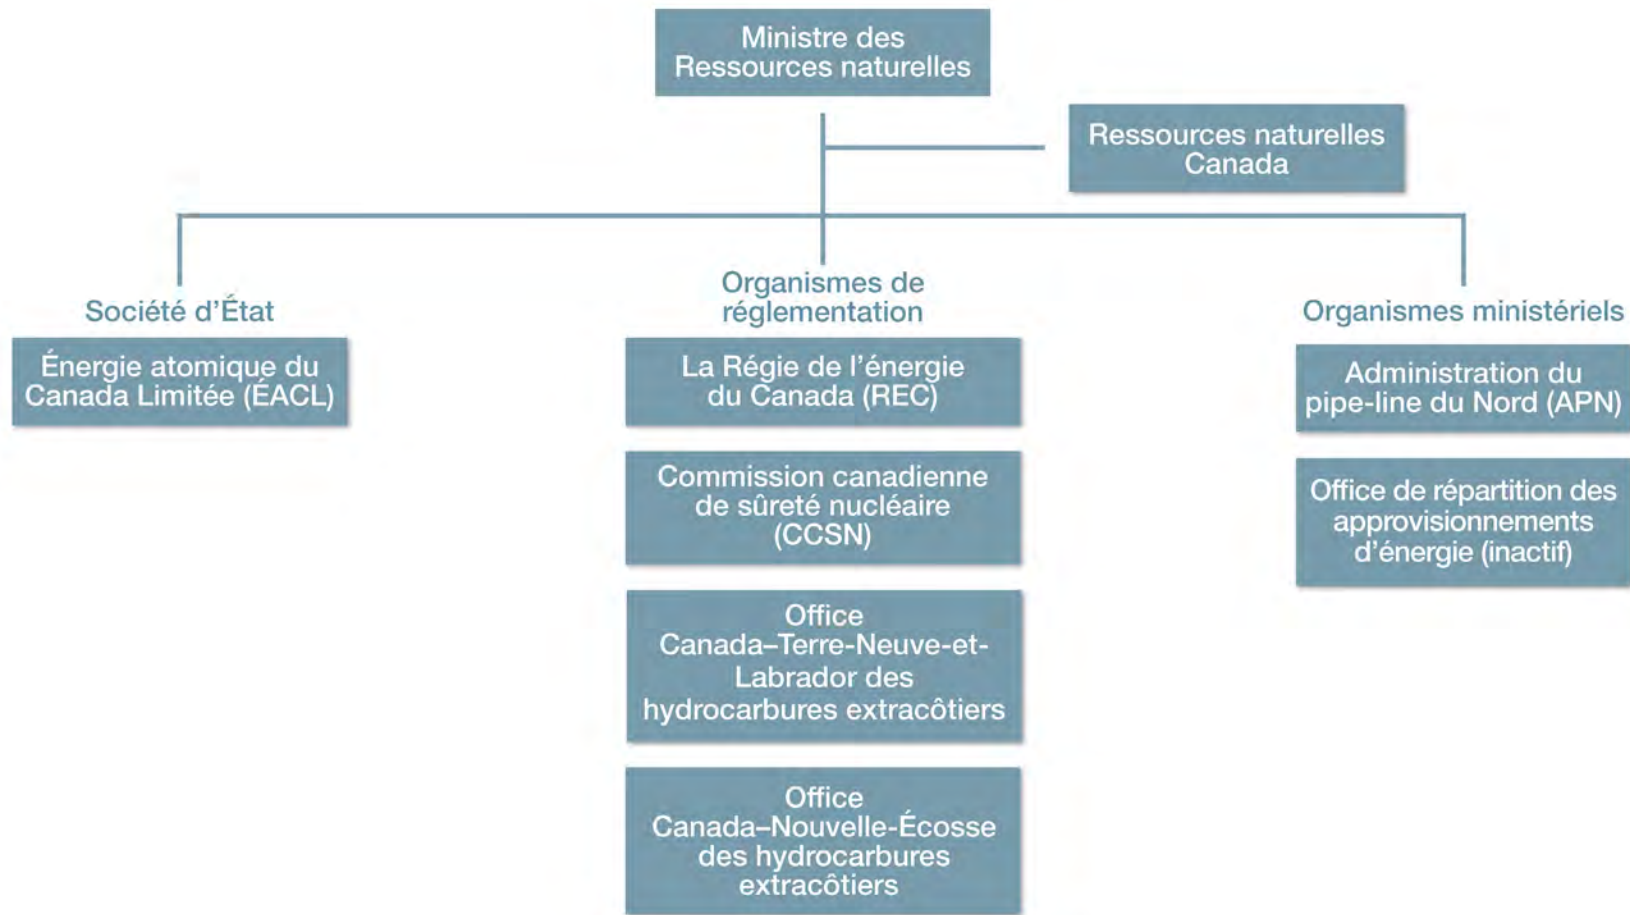 Ministre des
Ressources naturelles
Ressources naturelles
Canada
Société d’État
Énergie atomique du
Canada Limitée (ÉACL)
Organismes de
réglementation
La Régie de l’énergie
du Canada (REC)
Commission canadienne
de sûreté nucléaire
(CCSN)
Office
Canada–Terre-Neuve-et-
Labrador des
hydrocarbures extracôtiers
Office
Canada–Nouvelle-Écosse
des hydrocarbures
extracôtiers
Organismes ministériels
Administration du
pipe-line du Nord (APN)
Office de répartition des
approvisionnements
d’énergie (inactif)